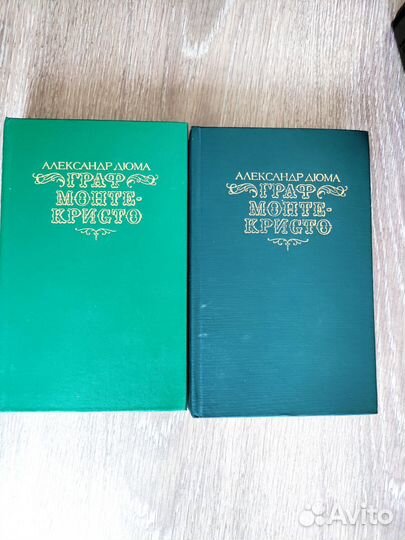 АЛЕКСАНДР ДЮМА
ГРАФ
МОНТЕ-
КРИСТО
АЛЕКСАНДР ДЮМА
ГРАФ
МОНТЕ-
КРИСТО
Avito